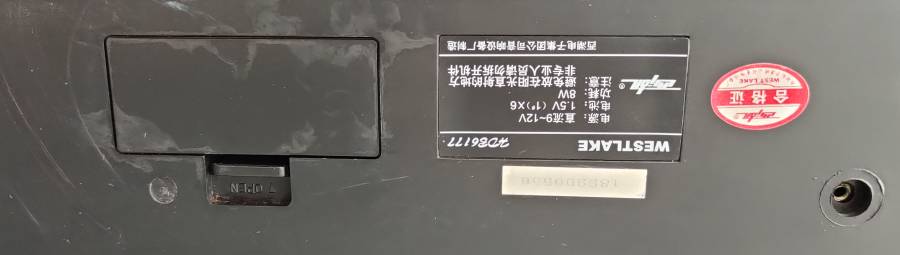 WESTLAKE HDB6177
电源：直流9~12V
电池：1.5V（1#）X6
功耗：8W
注意：避免放在阳光直射的地方
非专业人员请勿拆开机件
西湖电子集团公司音响设备厂制造
OPEN
WEST LAKE
合格证